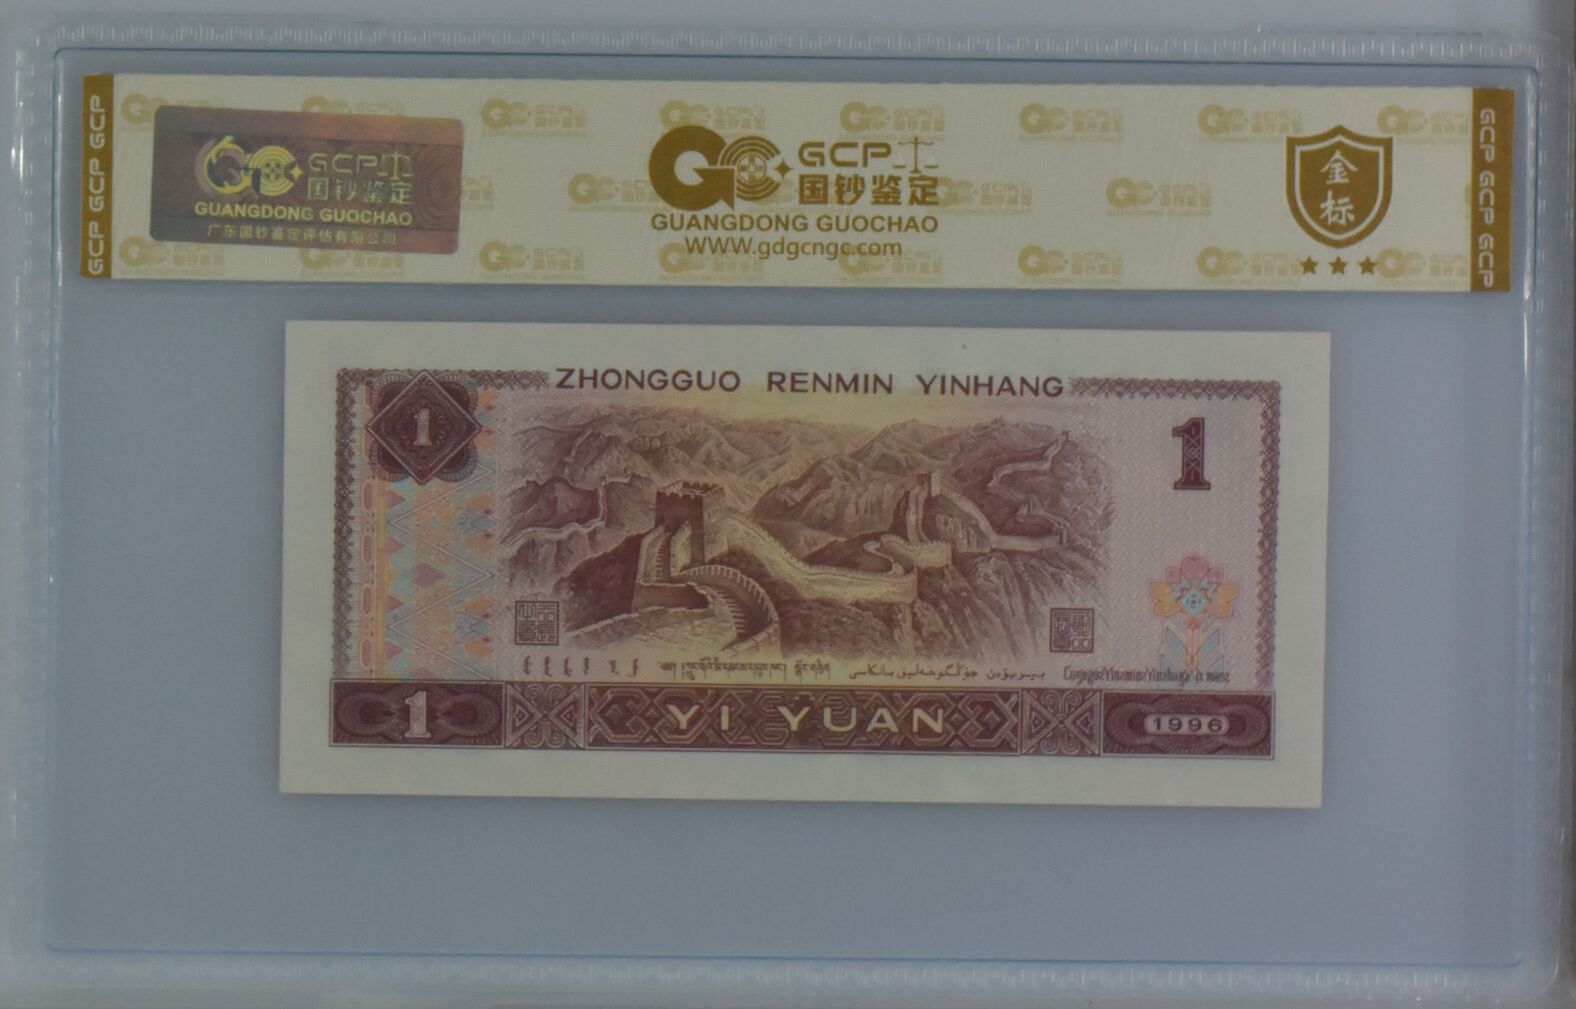 GCP GCP GCP
GCP
国钞鉴定
GUANGDONG GUOCHAO
广东国钞鉴定评估有限公司
GCP
国钞鉴定
GUANGDONG GUOCHAO
WWW.gdgcngc.com
金标
GCP GCP GCP
ZHONGGUO RENMIN YINHANG
1
1
1
YI YUAN
1996